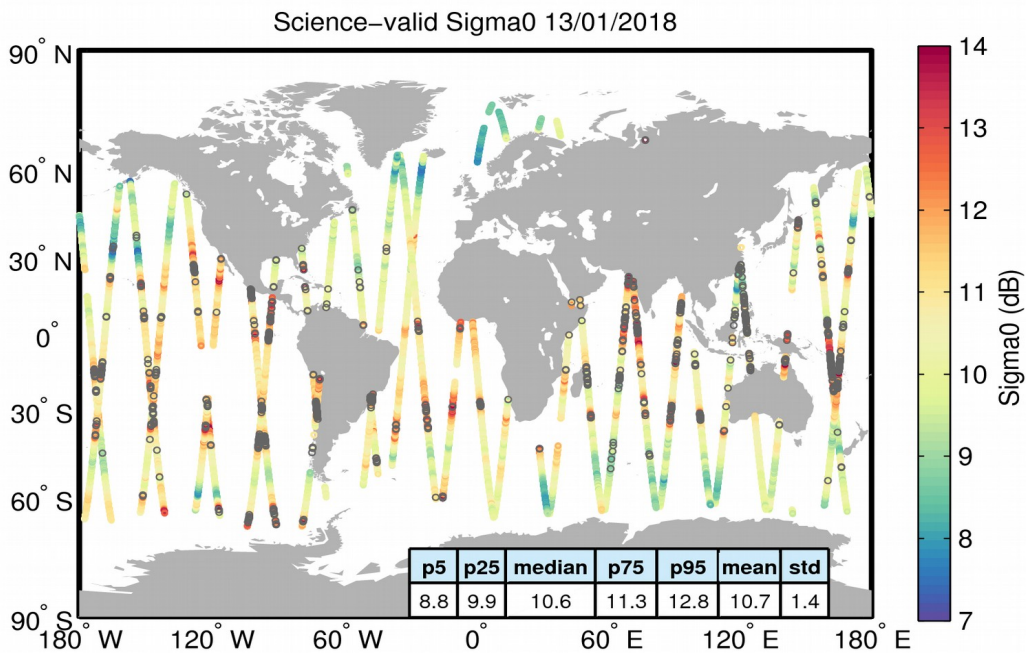 Science−valid Sigma0 13/01/2018
90° N
60° N
30° N
0°
30° S
60° S
90° S
180° W
120° W
60° W
0°
60° E
120° E
180° E
p5 p25 median p75 p95 mean std
8.8 9.9 10.6 11.3 12.8 10.7 1.4
14
13
12
11
10
9
8
7
Sigma0 (dB)